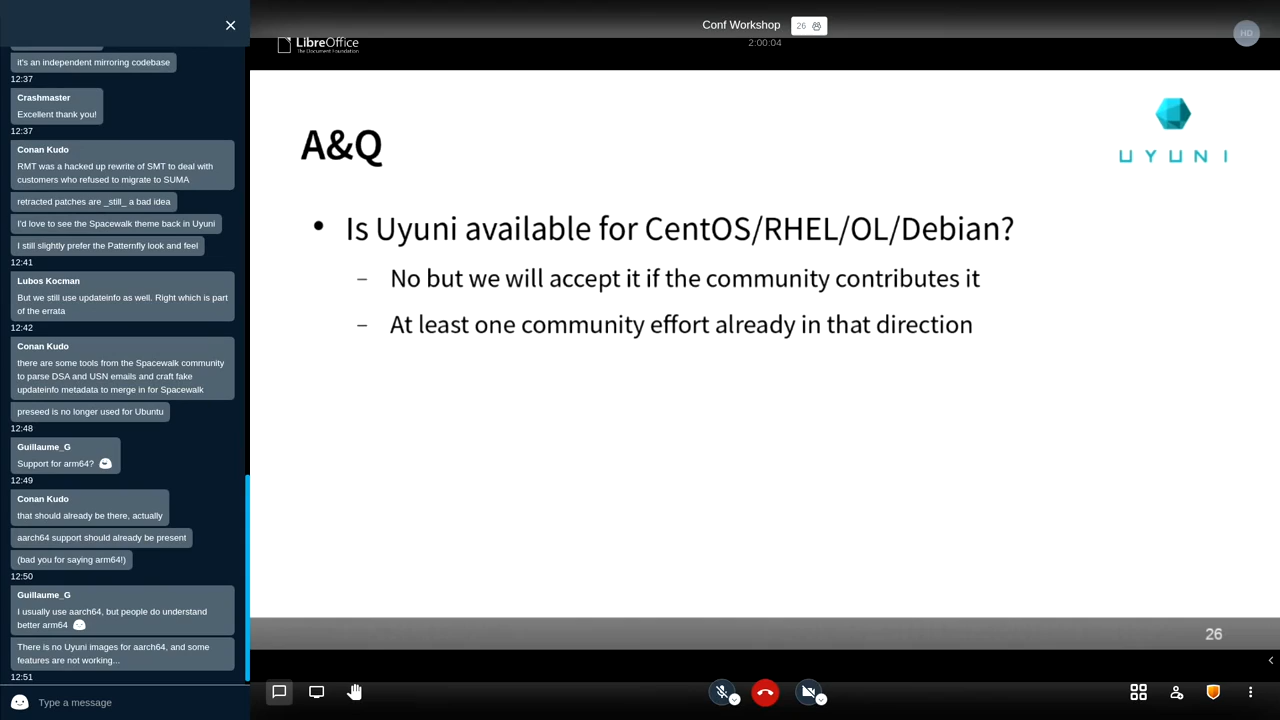 it's an independent mirroring codebase
12:37
Crashmaster
Excellent thank you!
12:37
Conan Kudo
RMT was a hacked up rewrite of SMT to deal with
customers who refused to migrate to SUMA
retracted patches are _still_ a bad idea
I'd love to see the Spacewalk theme back in Uyuni
I still slightly prefer the Patternfly look and feel
12:41
Lubos Kocman
But we still use updateinfo as well. Right which is part
of the errata
12:42
Conan Kudo
there are some tools from the Spacewalk community
to parse DSA and USN emails and craft fake
updateinfo metadata to merge in for Spacewalk
preseed is no longer used for Ubuntu
12:48
Guillaume_G
Support for arm64?
12:49
Conan Kudo
that should already be there, actually
aarch64 support should already be present
(bad you for saying arm64!)
12:50
Guillaume_G
I usually use aarch64, but people do understand
better arm64
There is no Uyuni images for aarch64, and some
features are not working...
12:51
Type a message
Conf Workshop 26
2:00:04
HD
LibreOffice
The Document Foundation
UYUNI
A&Q
• Is Uyuni available for CentOS/RHEL/OL/Debian?
– No but we will accept it if the community contributes it
– At least one community effort already in that direction
26